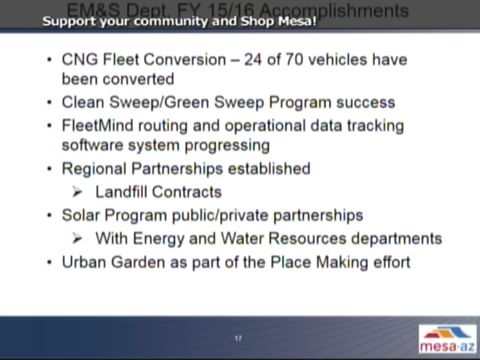 EM&S Dept. FY 15/16 Accomplishments
Support your community and Shop Mesa!
• CNG Fleet Conversion – 24 of 70 vehicles have
been converted
• Clean Sweep/Green Sweep Program success
• FleetMind routing and operational data tracking
software system progressing
• Regional Partnerships established
➢ Landfill Contracts
• Solar Program public/private partnerships
➢ With Energy and Water Resources departments
• Urban Garden as part of the Place Making effort
17
mesa·az